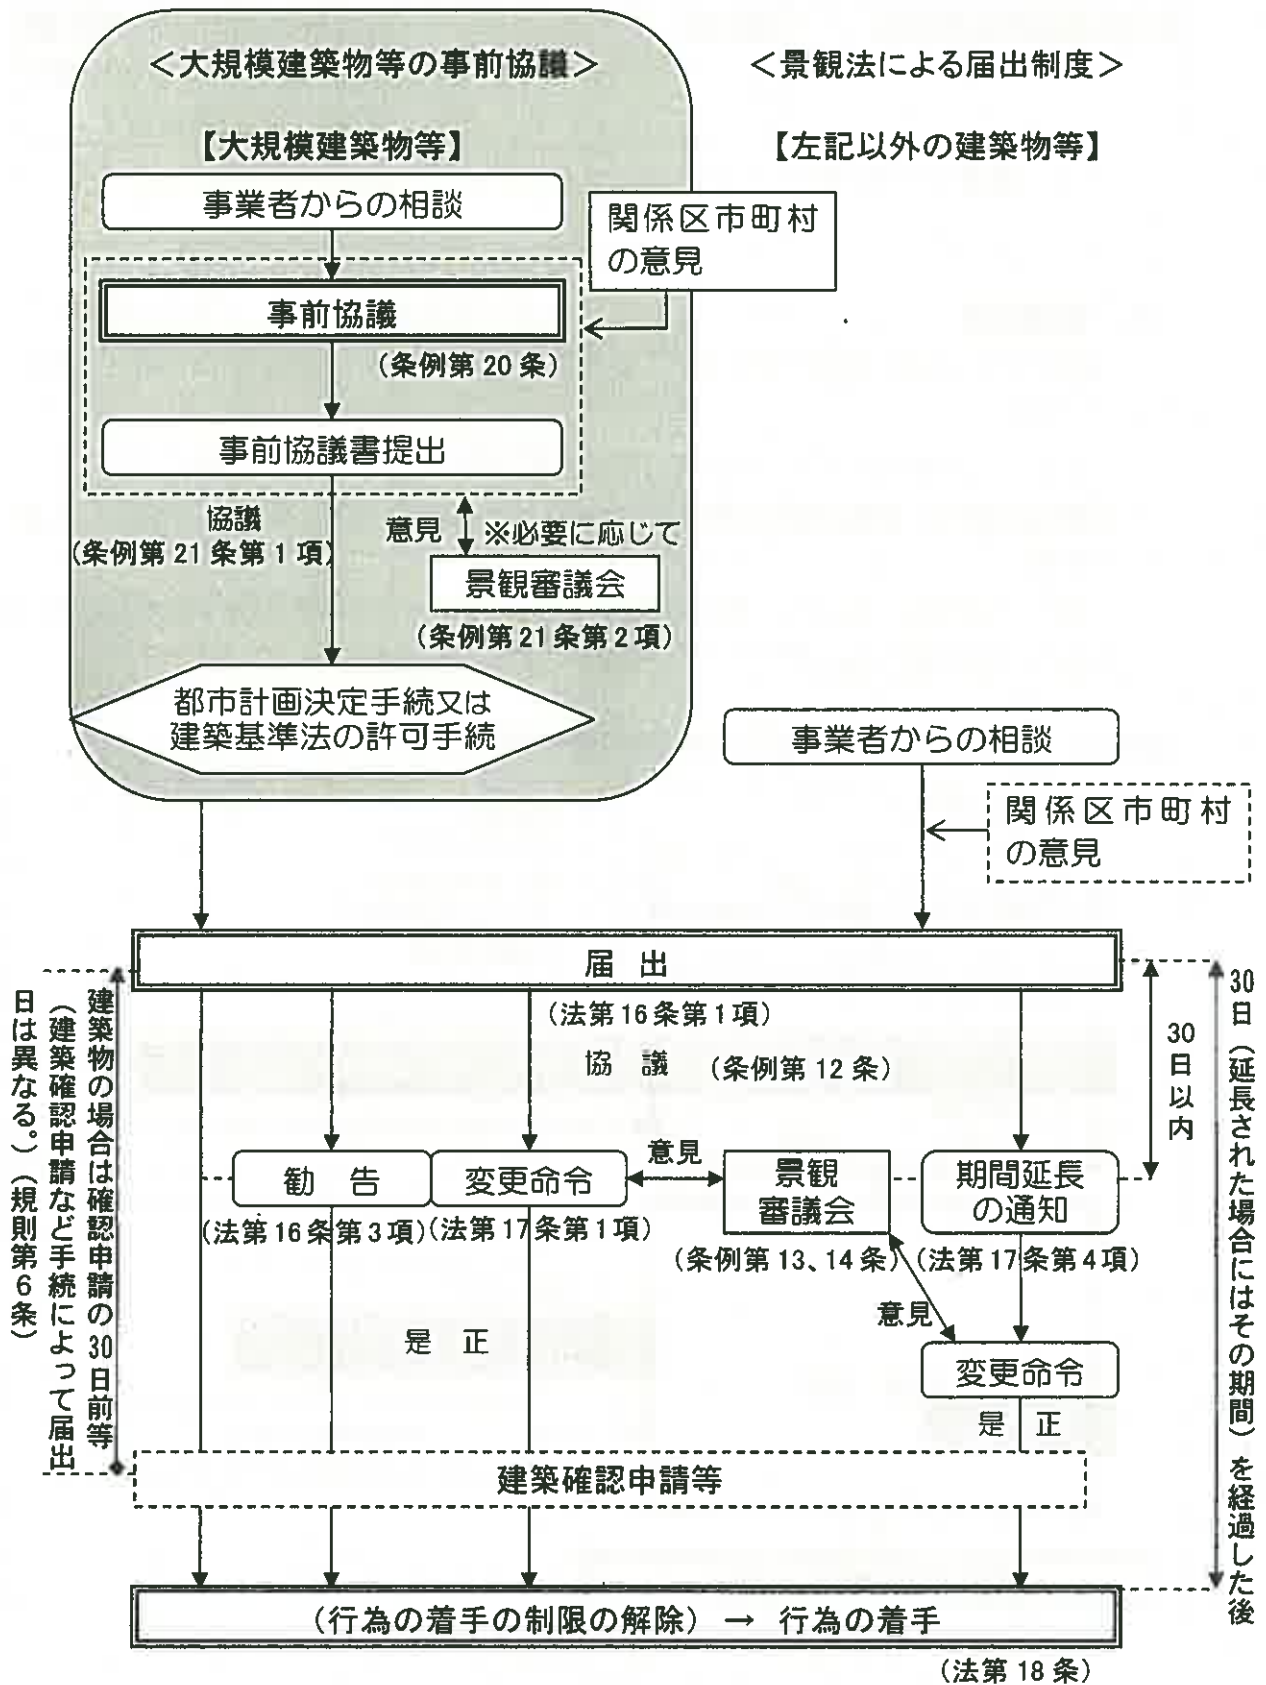 <大規模建築物等の事前協議>
<景観法による届出制度>
【大規模建築物等】
【左記以外の建築物等】
事業者からの相談
関係区市町村
の意見
事前協議
(条例第20条)
事前協議書提出
協議
(条例第21条第1項)
意見
※必要に応じて
景観審議会
(条例第21条第2項)
都市計画決定手続又は
建築基準法の許可手続
事業者からの相談
関係区市町村
の意見
届 出
(法第16条第1項)
協 議
(条例第12条)
30日以内
30日(延長された場合にはその期間)を経過した後
建築物の場合は確認申請の30日前等
(建築確認申請など手続によって届出
日は異なる。)(規則第6条)
勧 告
(法第16条第3項)
変更命令
(法第17条第1項)
意見
景観
審議会
(条例第13、14条)
期間延長
の通知
(法第17条第4項)
意見
是 正
変更命令
是 正
建築確認申請等
(行為の着手の制限の解除) → 行為の着手
(法第18条)